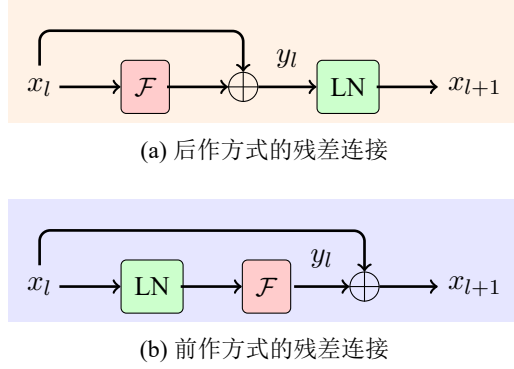 y_l
x_l F LN x_{l+1}
(a) 后作方式的残差连接
y_l
x_l LN F x_{l+1}
(b) 前作方式的残差连接